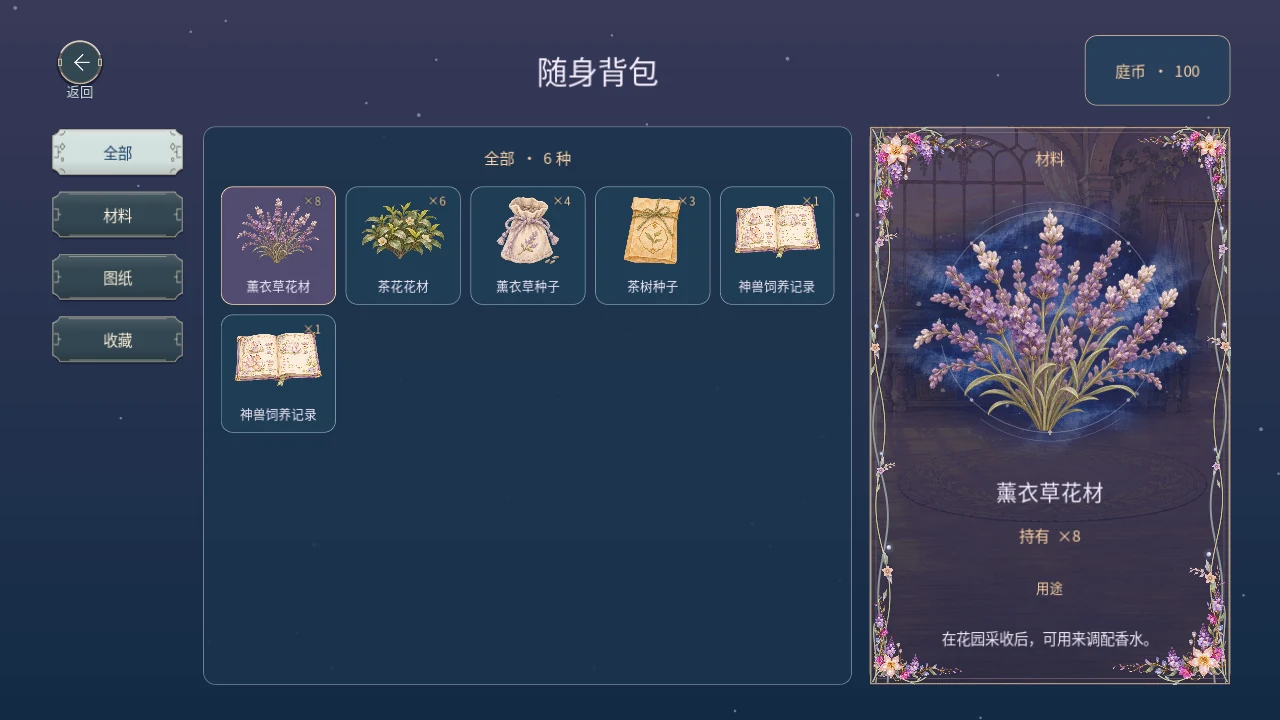 随身背包
庭币 · 100
返回
全部
材料
图纸
收藏
全部 · 6 种
×8
薰衣草花材
×6
茶花花材
×4
薰衣草种子
×3
茶树种子
×1
神兽饲养记录
×1
神兽饲养记录
材料
薰衣草花材
持有 ×8
用途
在花园采收后，可用来调配香水。